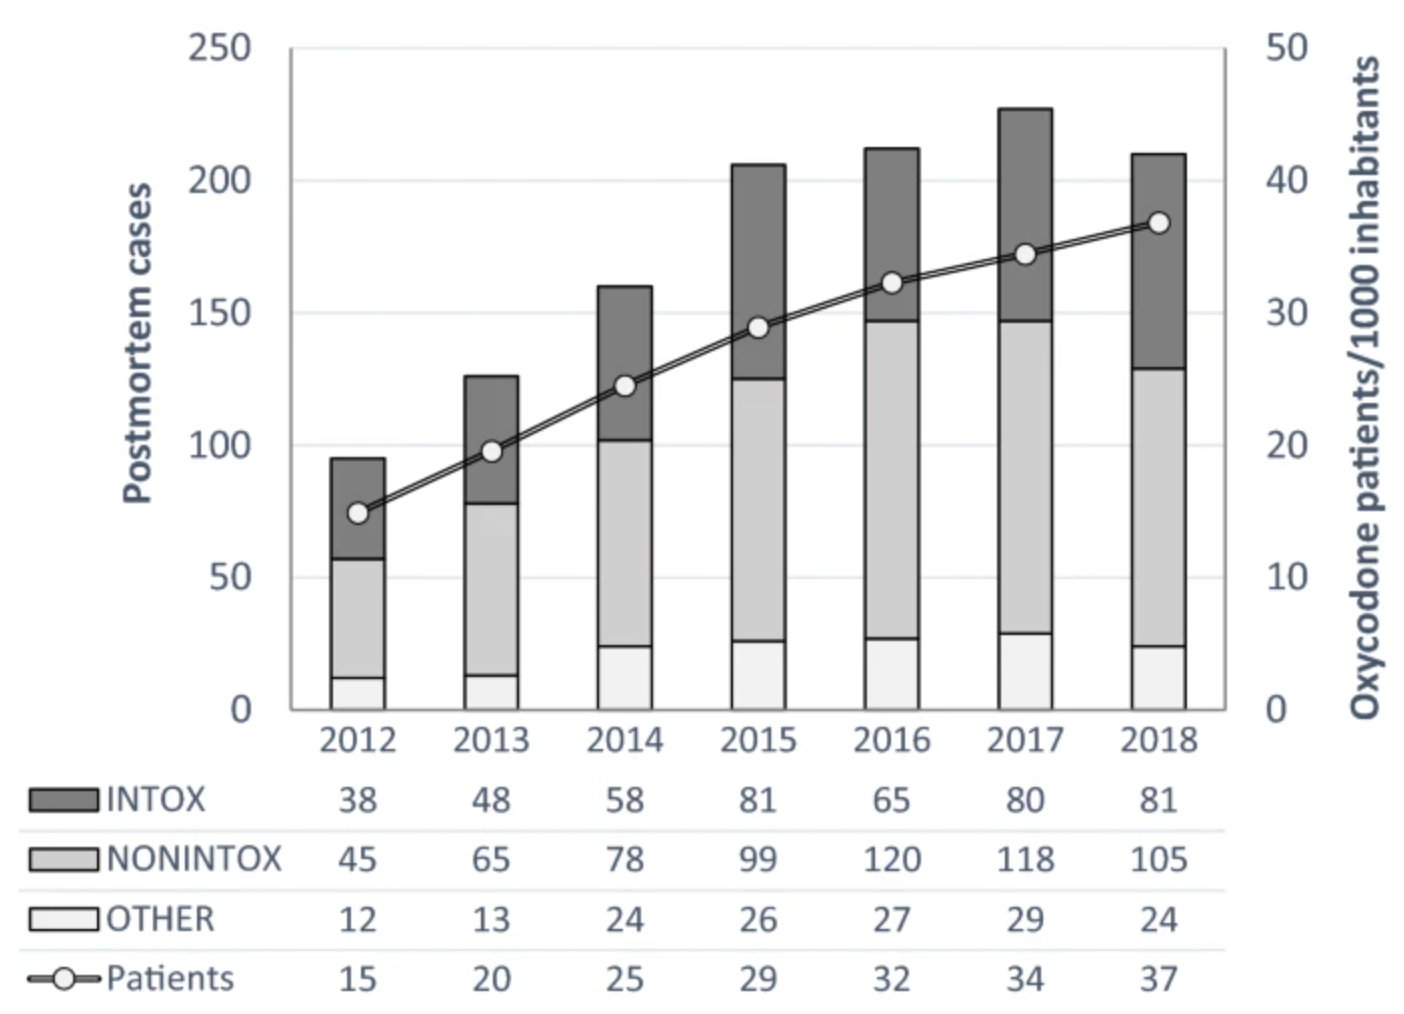 250
200
150
100
50
0
Postmortem cases
50
40
30
20
10
0
Oxycodone patients/1000 inhabitants
2012 2013 2014 2015 2016 2017 2018
INTOX 38 48 58 81 65 80 81
NONINTOX 45 65 78 99 120 118 105
OTHER 12 13 24 26 27 29 24
Patients 15 20 25 29 32 34 37